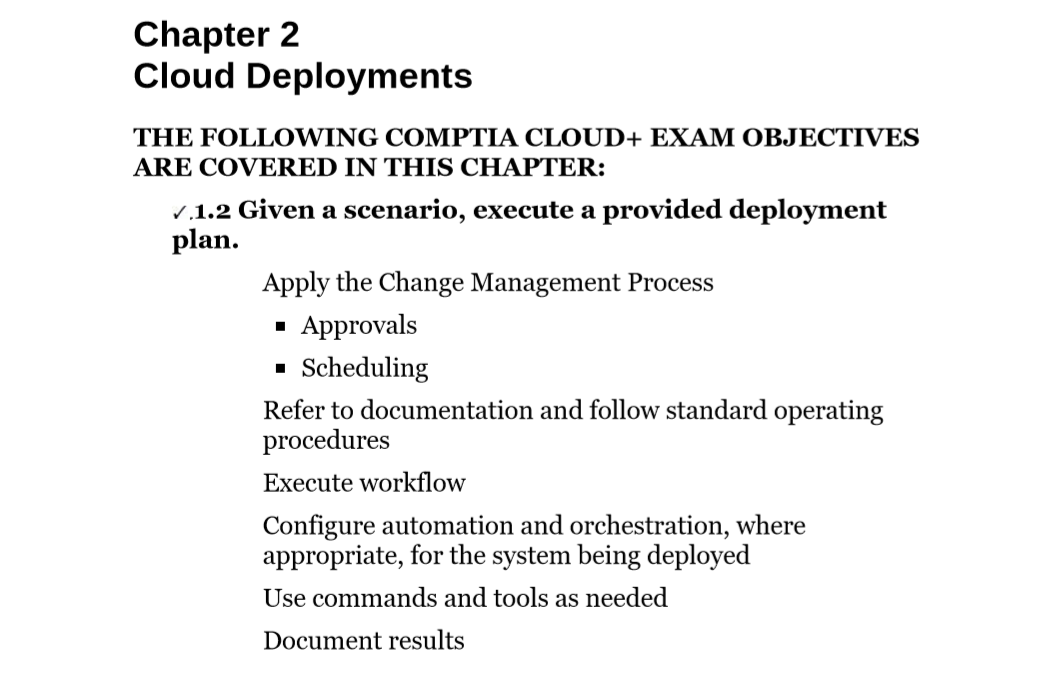 Chapter 2
Cloud Deployments
THE FOLLOWING COMPTIA CLOUD+ EXAM OBJECTIVES
ARE COVERED IN THIS CHAPTER:
✓.1.2 Given a scenario, execute a provided deployment
plan.
Apply the Change Management Process
▪ Approvals
▪ Scheduling
Refer to documentation and follow standard operating
procedures
Execute workflow
Configure automation and orchestration, where
appropriate, for the system being deployed
Use commands and tools as needed
Document results